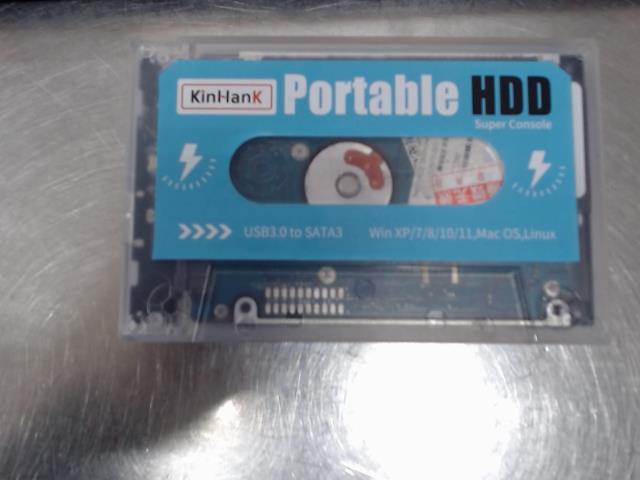 KinHanK
Portable HDD
Super Console
USB3.0 to SATA3
Win XP/7/8/10/11,Mac OS,Linux